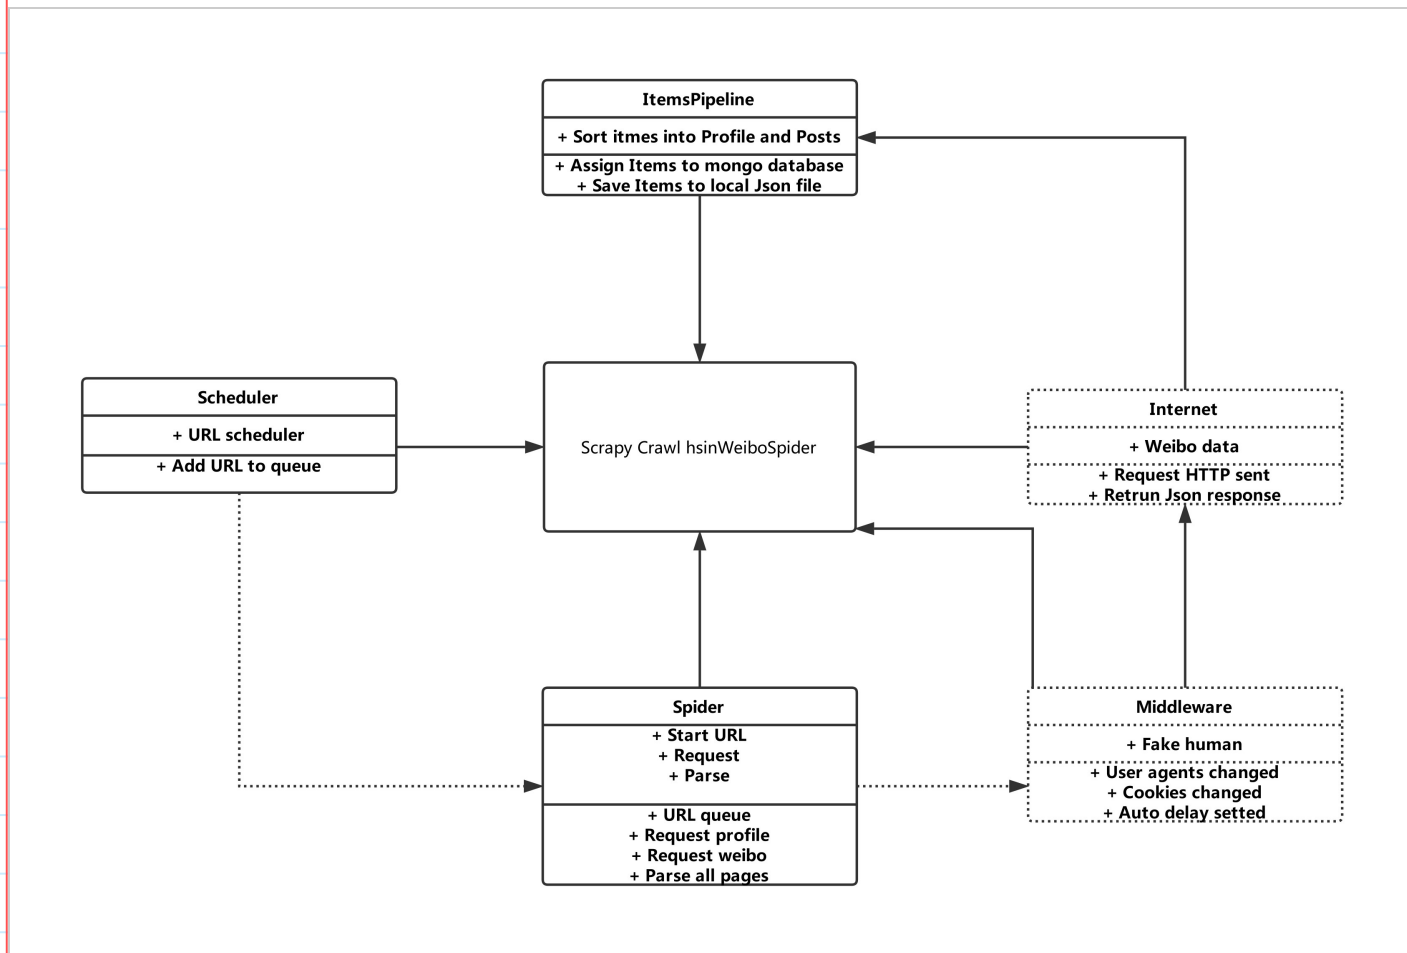 ItemsPipeline
+ Sort itmes into Profile and Posts
+ Assign Items to mongo database
+ Save Items to local Json file
Scheduler
+ URL scheduler
+ Add URL to queue
Scrapy Crawl hsinWeiboSpider
Internet
+ Weibo data
+ Request HTTP sent
+ Retrun Json response
Spider
+ Start URL
+ Request
+ Parse
+ URL queue
+ Request profile
+ Request weibo
+ Parse all pages
Middleware
+ Fake human
+ User agents changed
+ Cookies changed
+ Auto delay setted